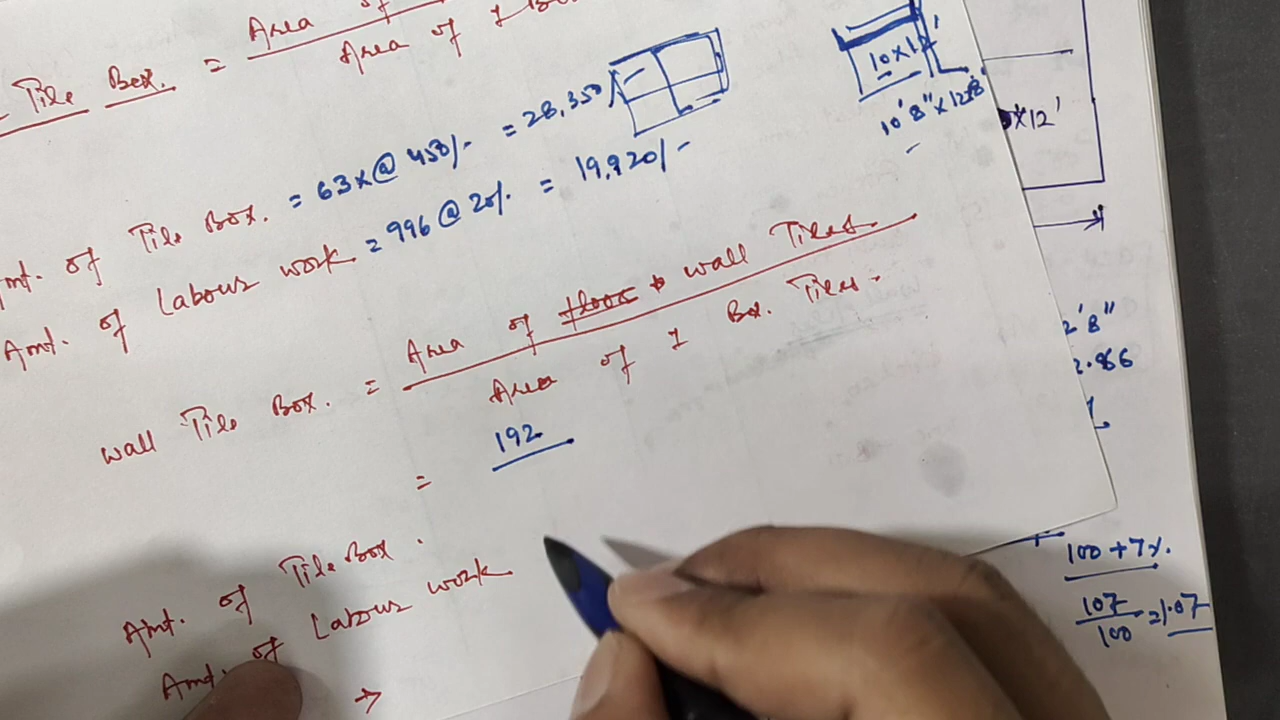 Area of
Tile Box. = Area of 1 Box
Amt. of Tile Box. = 63 x @ 450/- = 28,350/-
Amt. of Labour work = 996 @ 20/- = 19,920/-
10x12'
10'8" x 12'8"
x12'
Area of floor wall Tiles.
wall Tile Box. = Area of 1 Box. Tiles.
= 192
2'8"
2.666
Amt. of Tile Box.
Amt. of Labour work
100+7%.
107
100 = 1.07